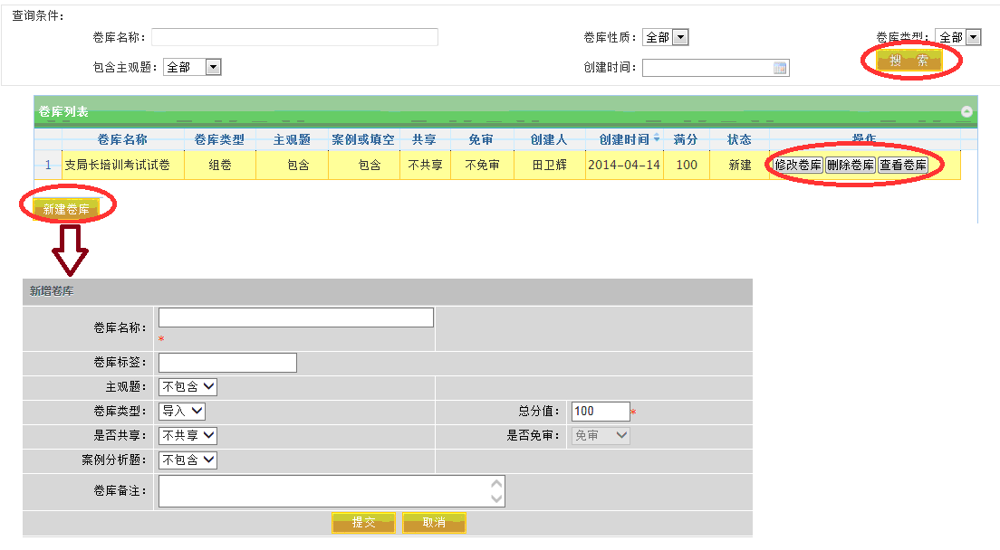 查询条件：
卷库名称： 卷库性质： 全部 卷库类型： 全部
包含主观题： 全部 创建时间： 搜 索
卷库列表
卷库名称 卷库类型 主观题 案例或填空 共享 免审 创建人 创建时间 满分 状态 操作
1 支局长培训考试试卷 组卷 包含 包含 不共享 不免审 田卫辉 2014-04-14 100 新建 修改卷库 删除卷库 查看卷库
新建卷库
新增卷库
卷库名称：
*
卷库标签：
主观题： 不包含
卷库类型： 导入 总分值： 100 *
是否共享： 不共享 是否免审： 免审
案例分析题： 不包含
卷库备注：
提交 取消